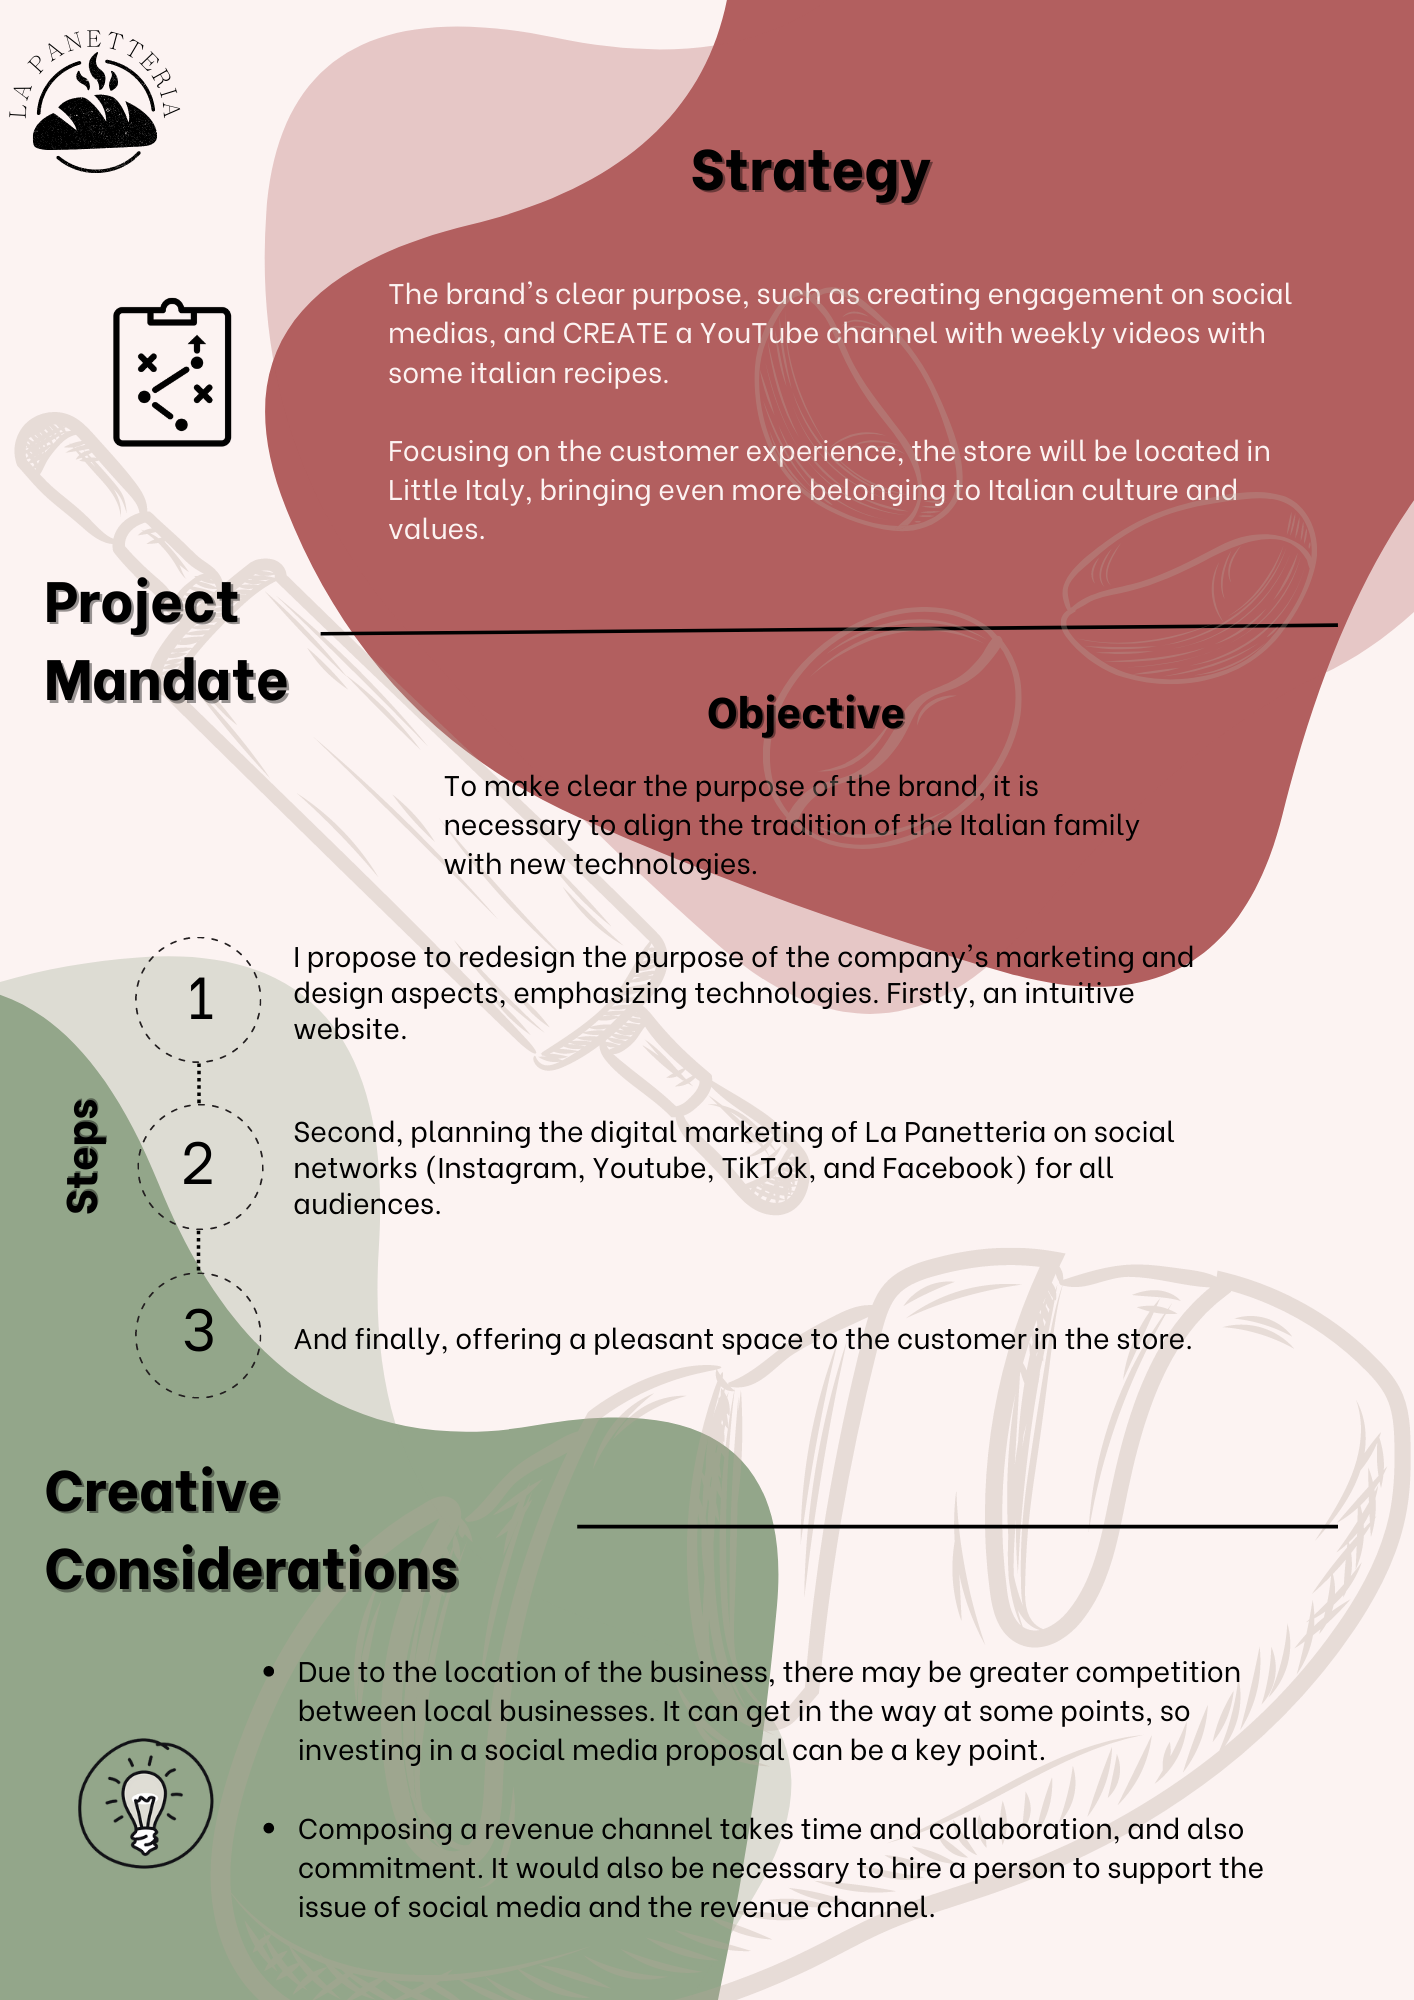 LA PANETTERIA
Strategy
The brand's clear purpose, such as creating engagement on social
medias, and CREATE a YouTube channel with weekly videos with
some italian recipes.
Focusing on the customer experience, the store will be located in
Little Italy, bringing even more belonging to Italian culture and
values.
Project
Mandate
Objective
To make clear the purpose of the brand, it is
necessary to align the tradition of the Italian family
with new technologies.
Steps
1
I propose to redesign the purpose of the company's marketing and
design aspects, emphasizing technologies. Firstly, an intuitive
website.
2
Second, planning the digital marketing of La Panetteria on social
networks (Instagram, Youtube, TikTok, and Facebook) for all
audiences.
3
And finally, offering a pleasant space to the customer in the store.
Creative
Considerations
• Due to the location of the business, there may be greater competition
between local businesses. It can get in the way at some points, so
investing in a social media proposal can be a key point.
• Composing a revenue channel takes time and collaboration, and also
commitment. It would also be necessary to hire a person to support the
issue of social media and the revenue channel.